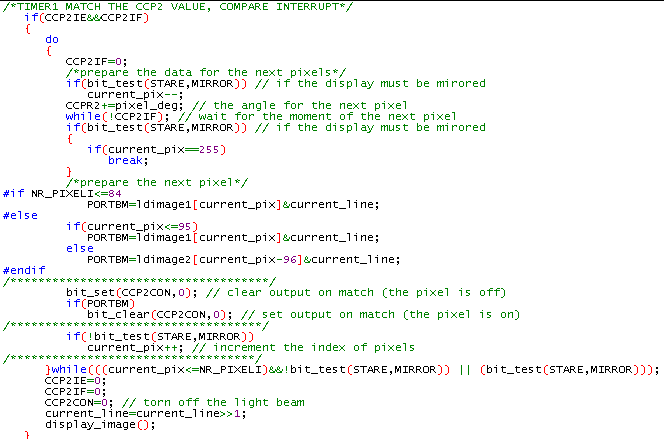 /*TIMER1 MATCH THE CCP2 VALUE, COMPARE INTERRUPT*/
if(CCP2IE&&CCP2IF)
{
do
{
CCP2IF=0;
/*prepare the data for the next pixels*/
if(bit_test(STARE,MIRROR)) // if the display must be mirored
current_pix--;
CCPR2+=pixel_deg; // the angle for the next pixel
while(!CCP2IF); // wait for the moment of the next pixel
if(bit_test(STARE,MIRROR)) // if the display must be mirored
{
if(current_pix==255)
break;
}
/*prepare the next pixel*/
#if NR_PIXELI<=84
PORTBM=ldimage1[current_pix]&current_line;
#else
if(current_pix<=95)
PORTBM=ldimage1[current_pix]&current_line;
else
PORTBM=ldimage2[current_pix-96]&current_line;
#endif
/*************************************/
bit_set(CCP2CON,0); // clear output on match (the pixel is off)
if(PORTBM)
bit_clear(CCP2CON,0); // set output on match (the pixel is on)
/************************************/
if(!bit_test(STARE,MIRROR))
current_pix++; // increment the index of pixels
/***********************************/
}while(((current_pix<=NR_PIXELI)&&!bit_test(STARE,MIRROR)) || (bit_test(STARE,MIRROR)));
CCP2IE=0;
CCP2IF=0;
CCP2CON=0; // torn off the light beam
current_line=current_line>>1;
display_image();
}